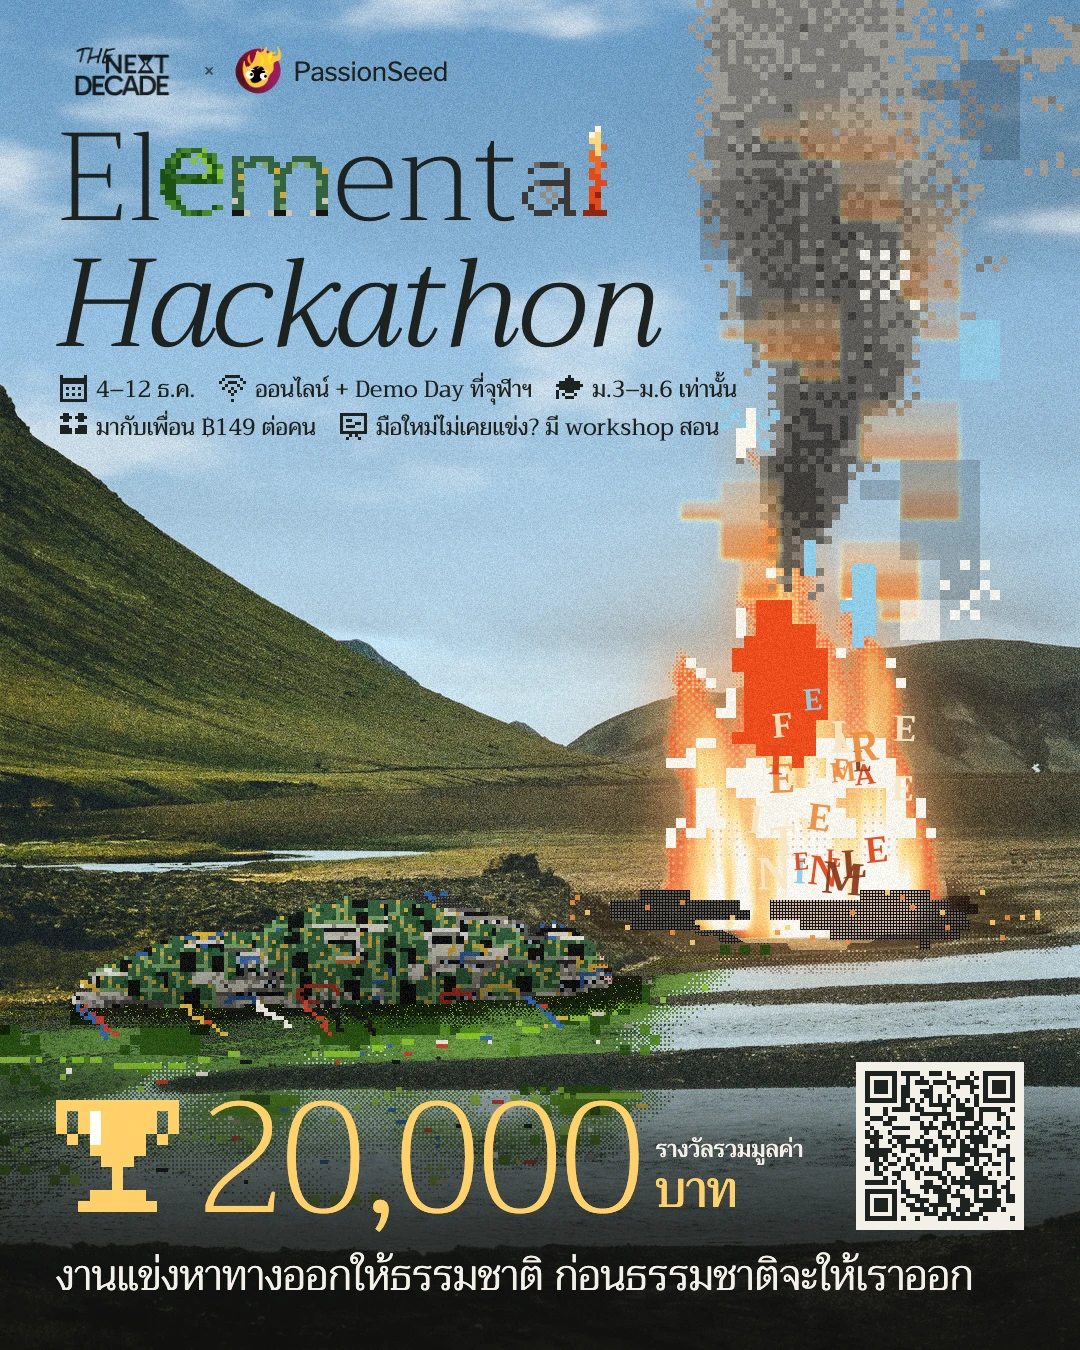 THE NEXT DECADE × PassionSeed
Elemental
Hackathon
4–12 ธ.ค. ออนไลน์ + Demo Day ที่จุฬาฯ ม.3–ม.6 เท่านั้น
มากับเพื่อน ฿149 ต่อคน มือใหม่ไม่เคยแข่ง? มี workshop สอน
20,000 รางวัลรวมมูลค่า บาท
งานแข่งหาทางออกให้ธรรมชาติ ก่อนธรรมชาติจะให้เราออก